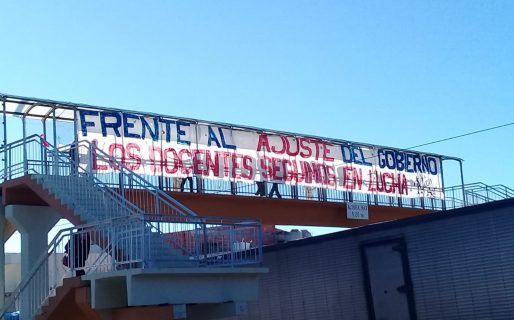 FRENTE AL AJUSTE DEL GOBIERNO
LOS DOCENTES SEGUIMOS EN LUCHA